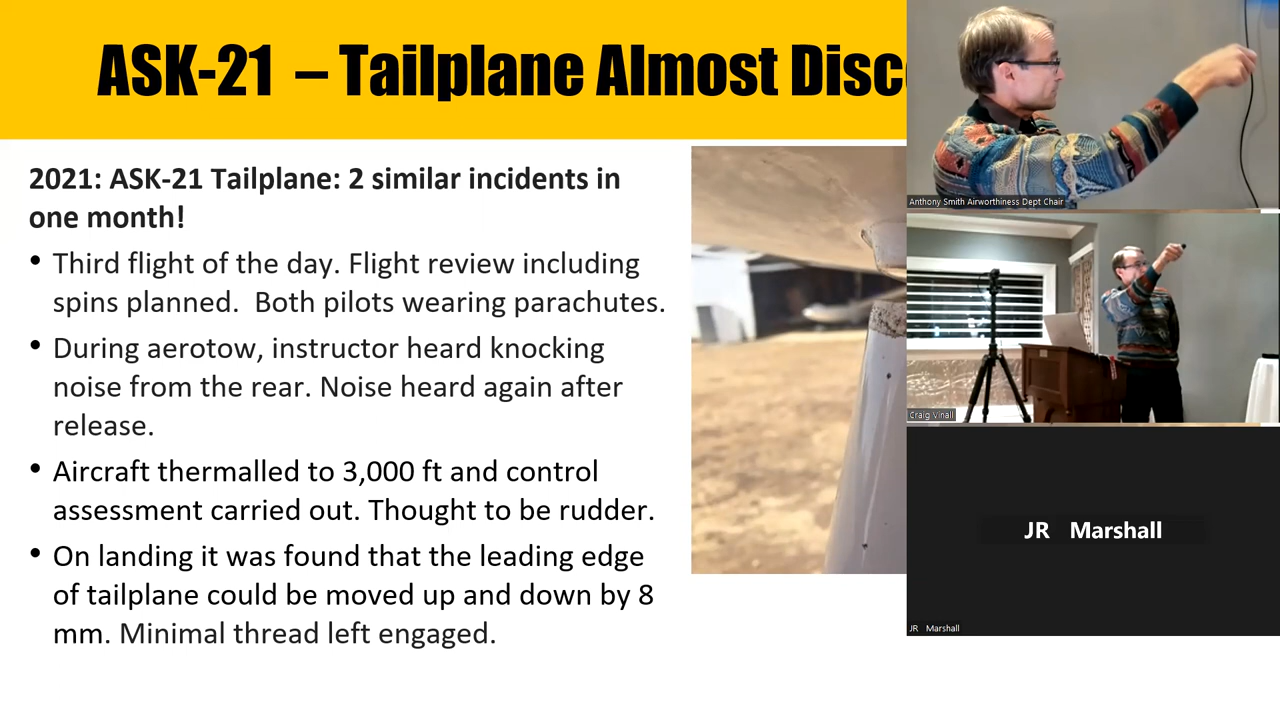 ASK-21 – Tailplane Almost Disc
2021: ASK-21 Tailplane: 2 similar incidents in
one month!
• Third flight of the day. Flight review including
spins planned. Both pilots wearing parachutes.
• During aerotow, instructor heard knocking
noise from the rear. Noise heard again after
release.
• Aircraft thermalled to 3,000 ft and control
assessment carried out. Thought to be rudder.
• On landing it was found that the leading edge
of tailplane could be moved up and down by 8
mm. Minimal thread left engaged.
Anthony Smith Airworthiness Dept Chair
Craig Vinall
JR Marshall
JR Marshall